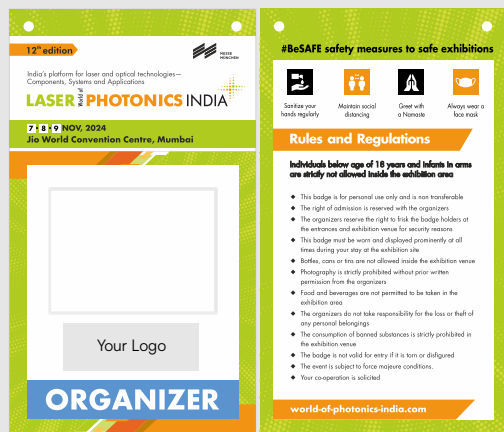 12th edition
MESSE
MÜNCHEN
India's platform for laser and optical technologies—
Components, Systems and Applications
LASER World of PHOTONICS INDIA
7 - 8 - 9 NOV, 2024
Jio World Convention Centre, Mumbai
Your Logo
ORGANIZER
#BeSAFE safety measures to safe exhibitions
Sanitize your
hands regularly
Maintain social
distancing
Greet with
a Namaste
Always wear a
face mask
Rules and Regulations
Individuals below age of 18 years and infants in arms
are strictly not allowed inside the exhibition area
◆ This badge is for personal use only and is non transferable
◆ The right of admission is reserved with the organizers
◆ The organizers reserve the right to frisk the badge holders at
the entrances and exhibition venue for security reasons
◆ This badge must be worn and displayed prominently at all
times during your stay at the exhibition site
◆ Bottles, cans or tins are not allowed inside the exhibition venue
◆ Photography is strictly prohibited without prior written
permission from the organizers
◆ Food and beverages are not permitted to be taken in the
exhibition area
◆ The organizers do not take responsibility for the loss or theft of
any personal belongings
◆ The consumption of banned substances is strictly prohibited in
the exhibition venue
◆ The badge is not valid for entry if it is torn or disfigured
◆ The event is subject to force majeure conditions.
◆ Your co-operation is solicited
world-of-photonics-india.com